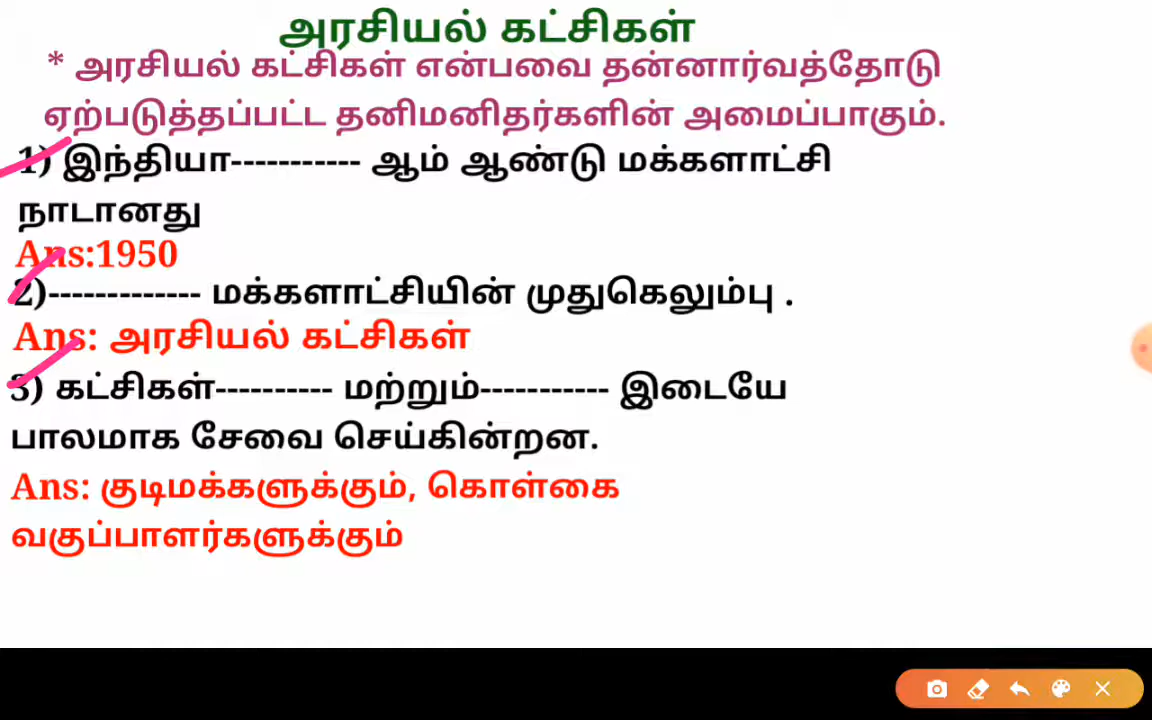 அரசியல் கட்சிகள்
* அரசியல் கட்சிகள் என்பவை தன்னார்வத்தோடு
ஏற்படுத்தப்பட்ட தனிமனிதர்களின் அமைப்பாகும்.
1) இந்தியா----------- ஆம் ஆண்டு மக்களாட்சி
நாடானது
Ans:1950
2)------------- மக்களாட்சியின் முதுகெலும்பு .
Ans: அரசியல் கட்சிகள்
3) கட்சிகள்---------- மற்றும்----------- இடையே
பாலமாக சேவை செய்கின்றன.
Ans: குடிமக்களுக்கும், கொள்கை
வகுப்பாளர்களுக்கும்